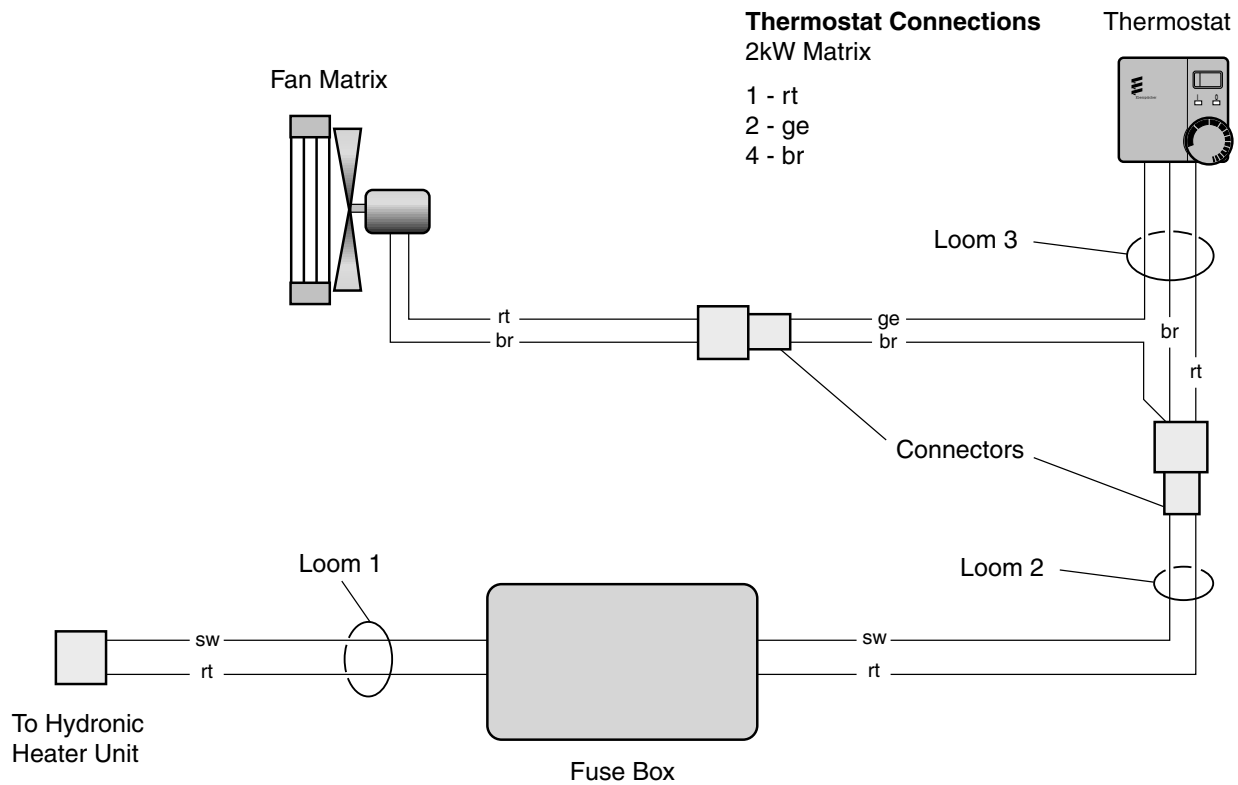 Thermostat Connections
2kW Matrix
1 - rt
2 - ge
4 - br
Thermostat
Fan Matrix
Loom 3
rt
br
ge
br
br
rt
Connectors
Loom 1
Loom 2
sw
rt
sw
rt
To Hydronic
Heater Unit
Fuse Box